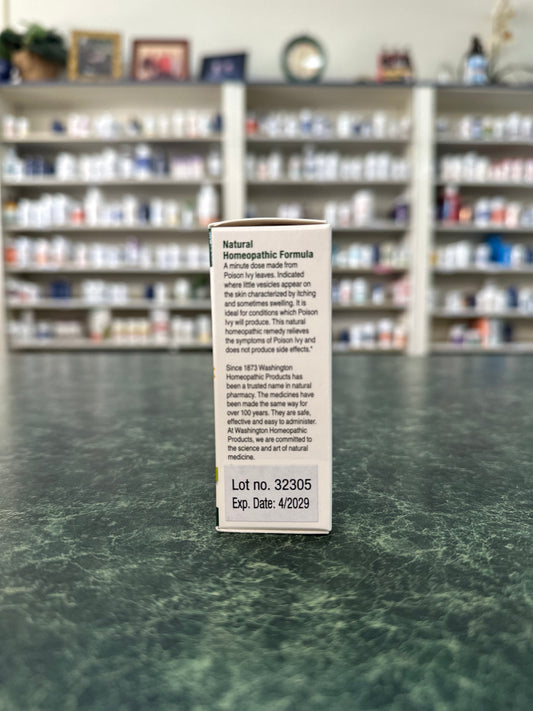 Natural
Homeopathic Formula
A minute dose made from
Poison Ivy leaves. Indicated
where little vesicles appear on
the skin characterized by itching
and sometimes swelling. It is
ideal for conditions which Poison
Ivy will produce. This natural
homeopathic remedy relieves
the symptoms of Poison Ivy and
does not produce side effects.*
Since 1873 Washington
Homeopathic Products has
been a trusted name in natural
pharmacy. The medicines have
been made the same way for
over 100 years. They are safe,
effective and easy to administer.
At Washington Homeopathic
Products, we are committed to
the science and art of natural
medicine.
Lot no. 32305
Exp. Date: 4/2029